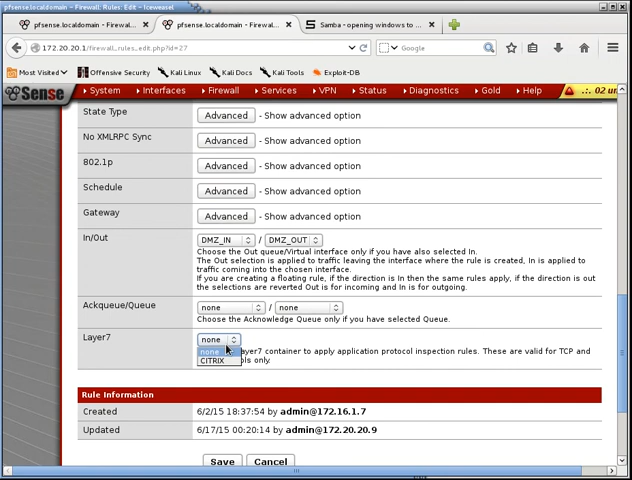 pfsense.localdomain - Firewall: Rules: Edit - Iceweasel
pfsense.localdomain - Firewall... pfsense.localdomain - Firewall... Samba - opening windows to ...
172.20.20.1/firewall_rules_edit.php?id=27 Google
Most Visited Offensive Security Kali Linux Kali Docs Kali Tools Exploit-DB
Sense System Interfaces Firewall Services VPN Status Diagnostics Gold Help .:. 02 ur
State Type Advanced - Show advanced option
No XMLRPC Sync Advanced - Show advanced option
802.1p Advanced - Show advanced option
Schedule Advanced - Show advanced option
Gateway Advanced - Show advanced option
In/Out DMZ_IN / DMZ_OUT
Choose the Out queue/Virtual interface only if you have also selected In.
The Out selection is applied to traffic leaving the interface where the rule is created, In is applied to
traffic coming into the chosen interface.
If you are creating a floating rule, if the direction is In then the same rules apply, if the direction is out
the selections are reverted Out is for incoming and In is for outgoing.
Ackqueue/Queue none / none
Choose the Acknowledge Queue only if you have selected Queue.
Layer7 none
none ayer7 container to apply application protocol inspection rules. These are valid for TCP and
CITRIX ols only.
Rule Information
Created 6/2/15 18:37:54 by admin@172.16.1.7
Updated 6/17/15 00:20:14 by admin@172.20.20.9
Save Cancel